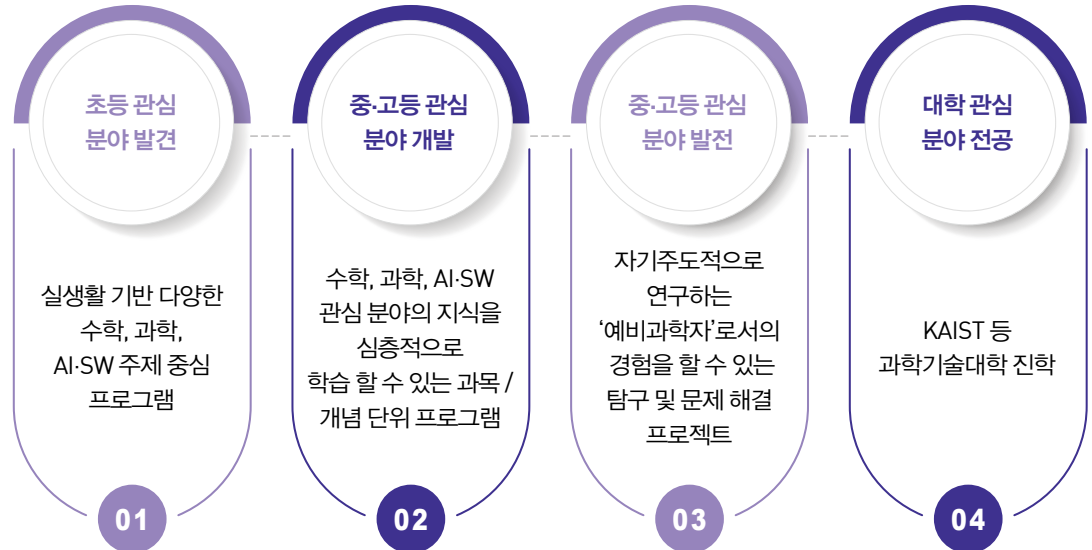 초등 관심
분야 발견
실생활 기반 다양한
수학, 과학,
AI·SW 주제 중심
프로그램
01
중·고등 관심
분야 개발
수학, 과학, AI·SW
관심 분야의 지식을
심층적으로
학습 할 수 있는 과목 /
개념 단위 프로그램
02
중·고등 관심
분야 발전
자기주도적으로
연구하는
‘예비과학자’로서의
경험을 할 수 있는
탐구 및 문제 해결
프로젝트
03
대학 관심
분야 전공
KAIST 등
과학기술대학 진학
04